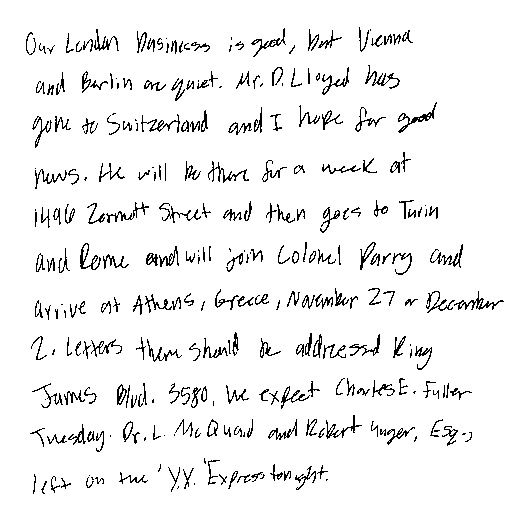 Our London business is good, but Vienna
and Berlin are quiet. Mr. D. Lloyed has
gone to Switzerland and I hope for good
news. He will be there for a week at
1496 Zermott Street and then goes to Turin
and Rome and will join Colonel Parry and
arrive at Athens, Greece, November 27 or December
2. Letters there should be addressed King
James Blvd. 3580. We expect Charles E. Fuller
Tuesday. Dr. L. McQuaid and Robert Unger, Esq.,
left on the 'Y.X.' Express tonight.